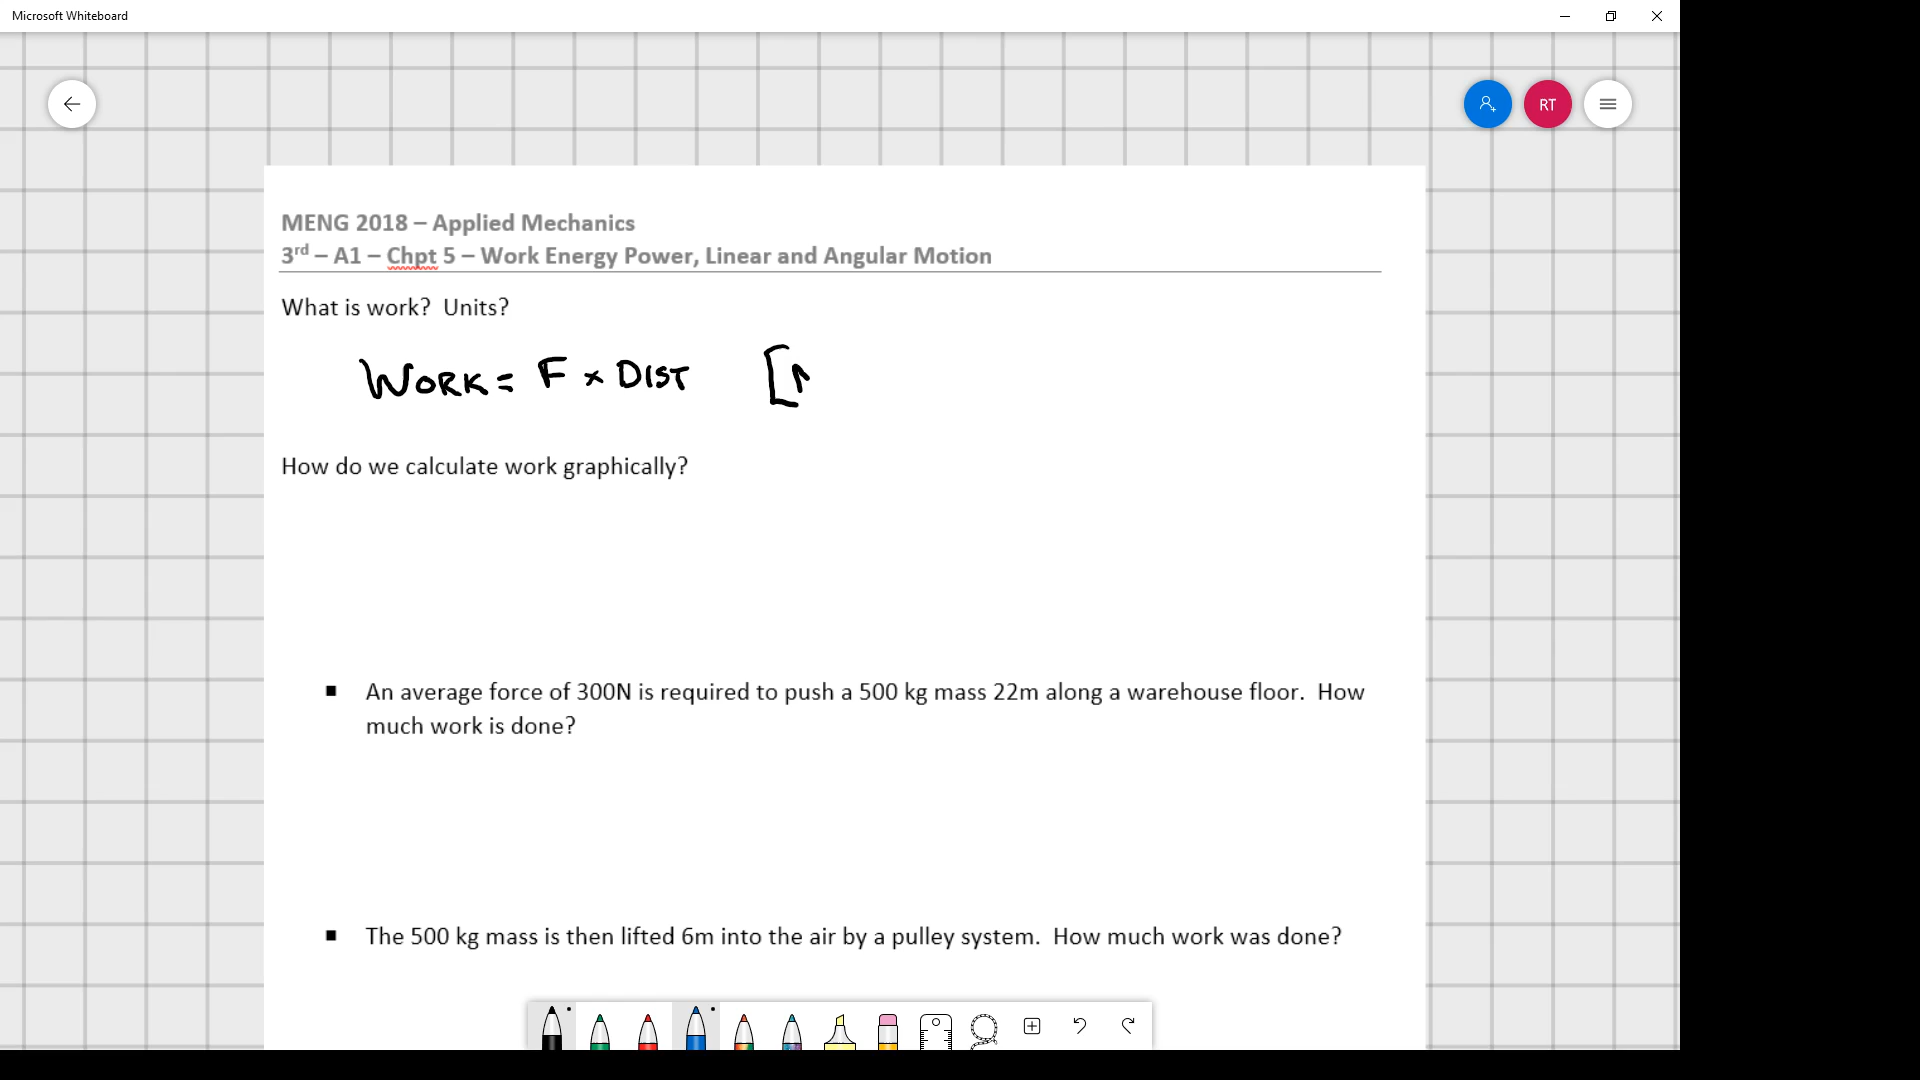 Microsoft Whiteboard
RT
MENG 2018 – Applied Mechanics
3rd – A1 – Chpt 5 – Work Energy Power, Linear and Angular Motion
What is work? Units?
WORK = F × DIST [
How do we calculate work graphically?
■ An average force of 300N is required to push a 500 kg mass 22m along a warehouse floor. How
much work is done?
■ The 500 kg mass is then lifted 6m into the air by a pulley system. How much work was done?